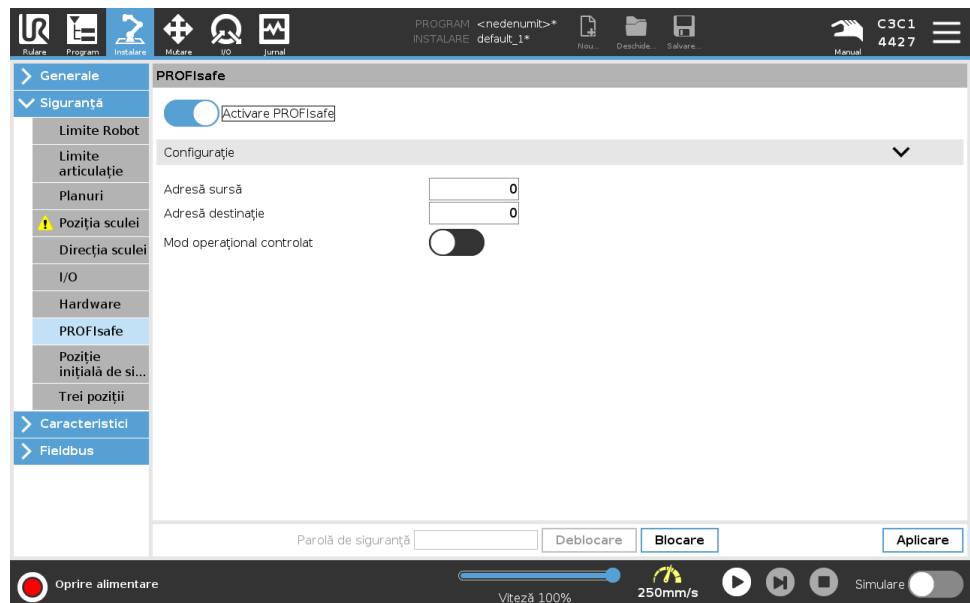 PROGRAM <nedenumit>*
INSTALARE default_1*
Rulare Program Instalare Mutare I/O Jurnal Nou... Deschide... Salvare... Manual
C3C1
4427
Generale
Siguranță
Limite Robot
Limite
articulație
Planuri
Poziția sculei
Direcția sculei
I/O
Hardware
PROFIsafe
Poziție
inițială de si...
Trei poziții
Caracteristici
Fieldbus
PROFIsafe
Activare PROFIsafe
Configurație
Adresă sursă 0
Adresă destinație 0
Mod operațional controlat
Parolă de siguranță Deblocare Blocare Aplicare
Oprire alimentare
Viteză 100%
250mm/s
Simulare